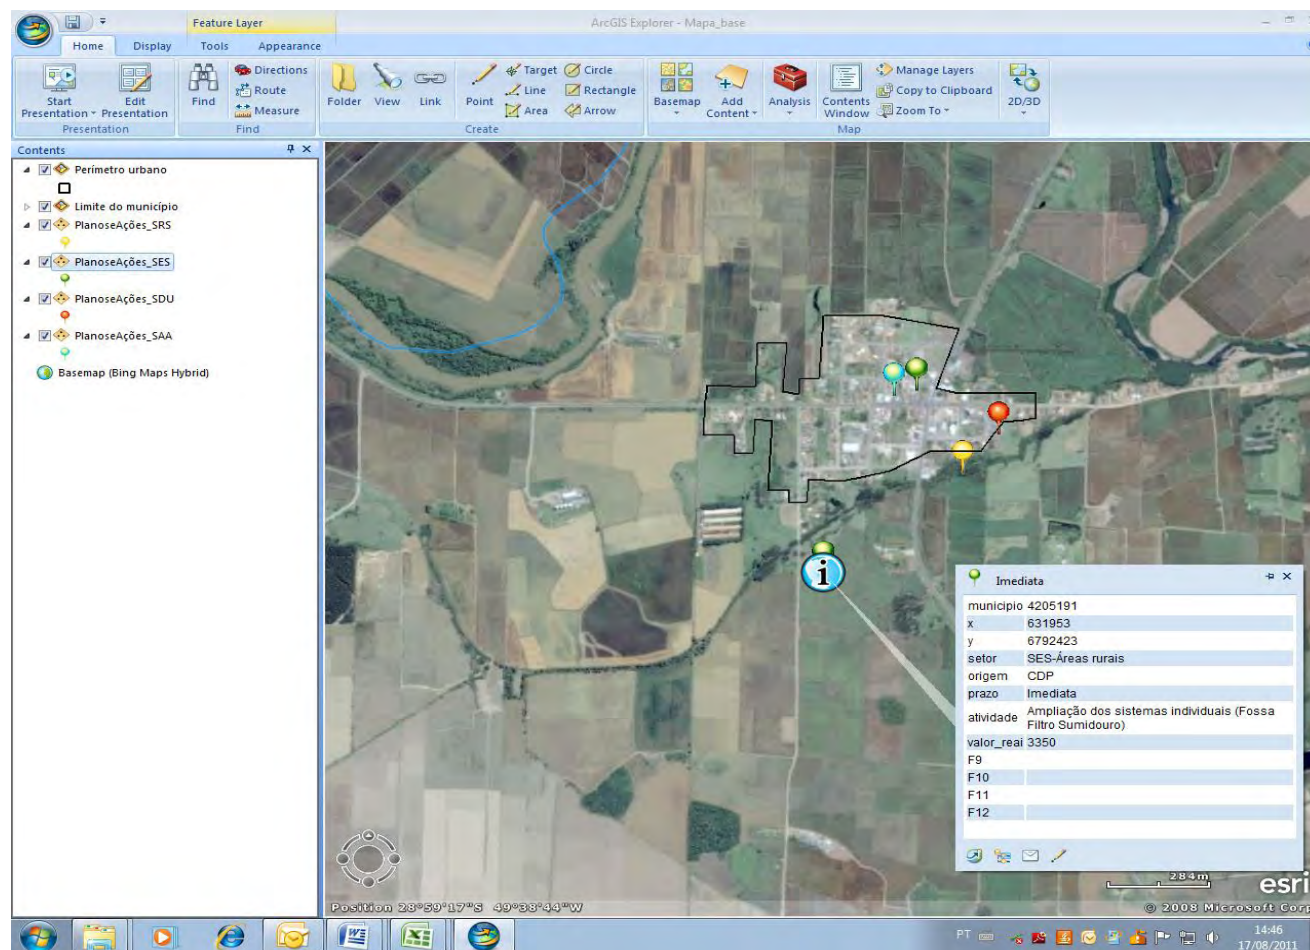 Feature Layer
ArcGIS Explorer - Mapa_base
Home Display Tools Appearance
Start Presentation
Edit Presentation
Presentation
Find
Directions
Route
Measure
Find
Folder
View
Link
Point
Target
Line
Area
Circle
Rectangle
Arrow
Create
Basemap
Add Content
Analysis
Contents Window
Manage Layers
Copy to Clipboard
Zoom To
Map
2D/3D
Contents
Perímetro urbano
Limite do município
PlanoseAções_SRS
PlanoseAções_SES
PlanoseAções_SDU
PlanoseAções_SAA
Basemap (Bing Maps Hybrid)
i
Imediata
municipio 4205191
x 631953
y 6792423
setor SES-Áreas rurais
origem CDP
prazo Imediata
atividade Ampliação dos sistemas individuais (Fossa
Filtro Sumidouro)
valor_reai 3350
F9
F10
F11
F12
284m
esri
Position 28°59'17"S 49°38'44"W
© 2008 Microsoft Corp
PT
14:46
17/08/2011